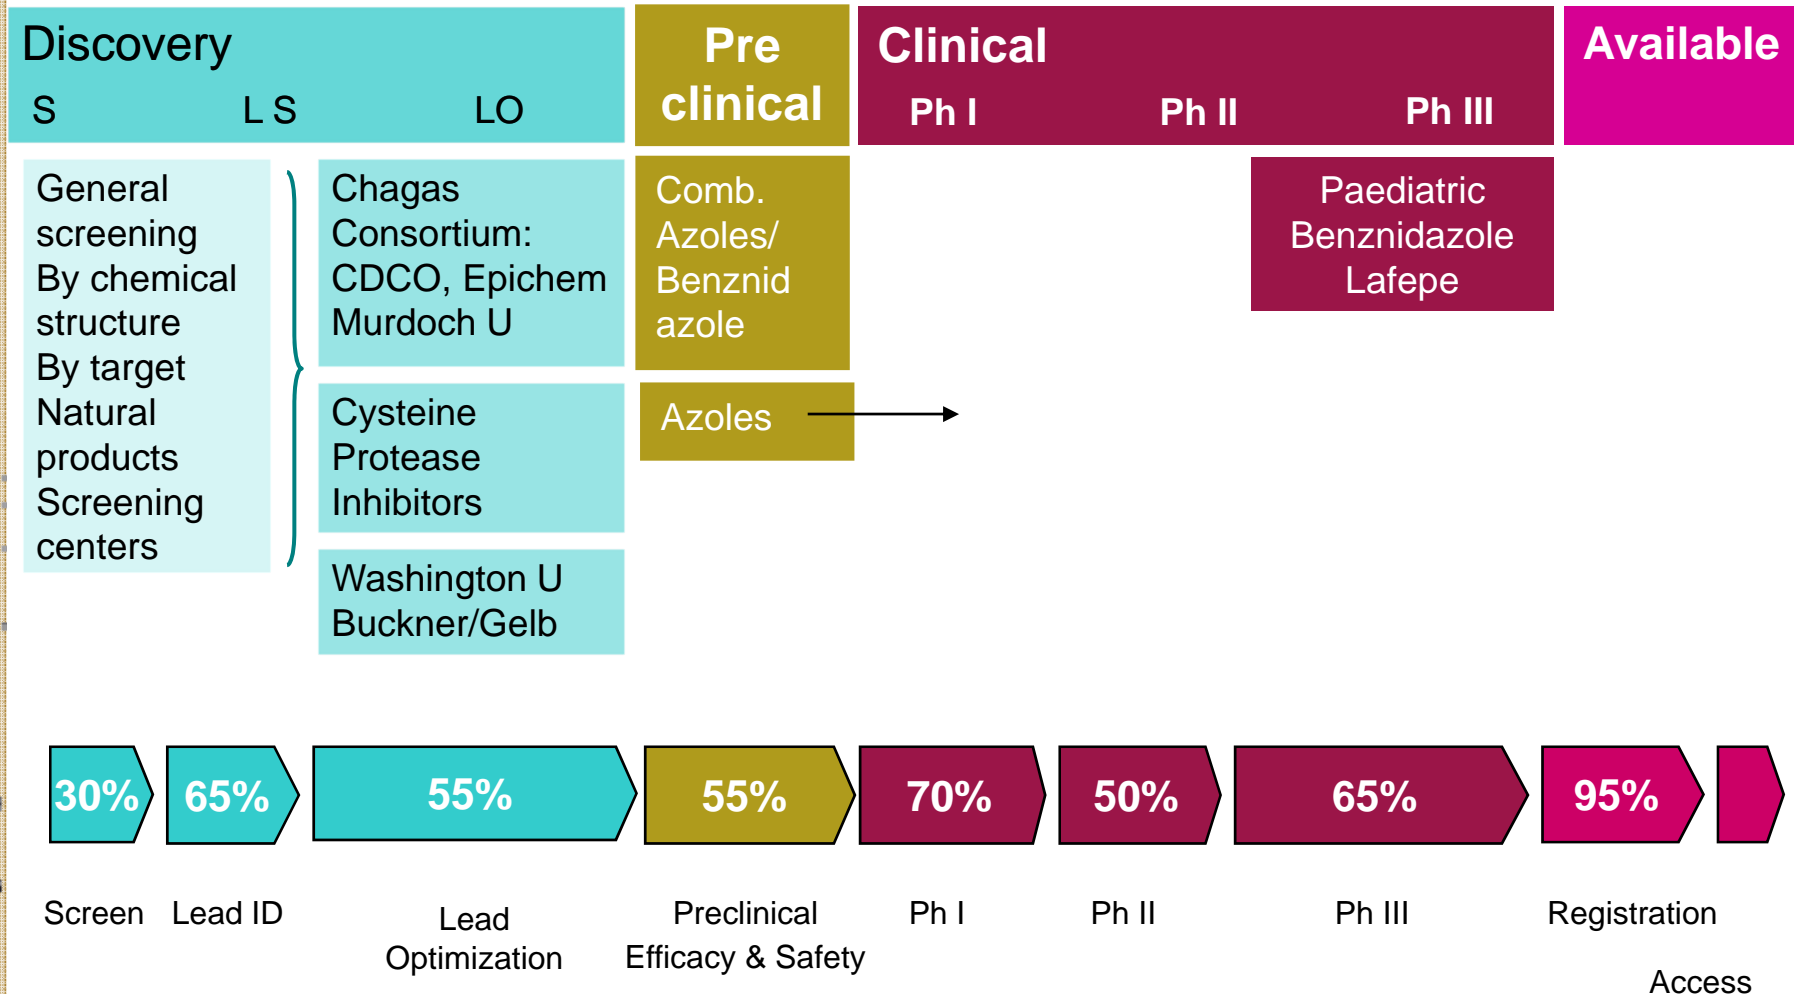 Discovery
S L S LO
Pre
clinical
Clinical
Ph I Ph II Ph III
Available
General
screening
By chemical
structure
By target
Natural
products
Screening
centers
Chagas
Consortium:
CDCO, Epichem
Murdoch U
Cysteine
Protease
Inhibitors
Washington U
Buckner/Gelb
Comb.
Azoles/
Benznid
azole
Azoles
Paediatric
Benznidazole
Lafepe
30% 65% 55% 55% 70% 50% 65% 95%
Screen
Lead ID
Lead
Optimization
Preclinical
Efficacy & Safety
Ph I
Ph II
Ph III
Registration
Access